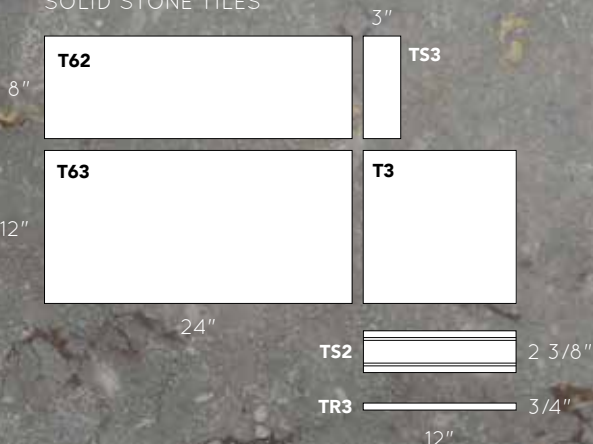 SOLID STONE TILES
3"
T62
TS3
8"
T63
T3
12"
24"
TS2
2 3/8"
TR3
3/4"
12"